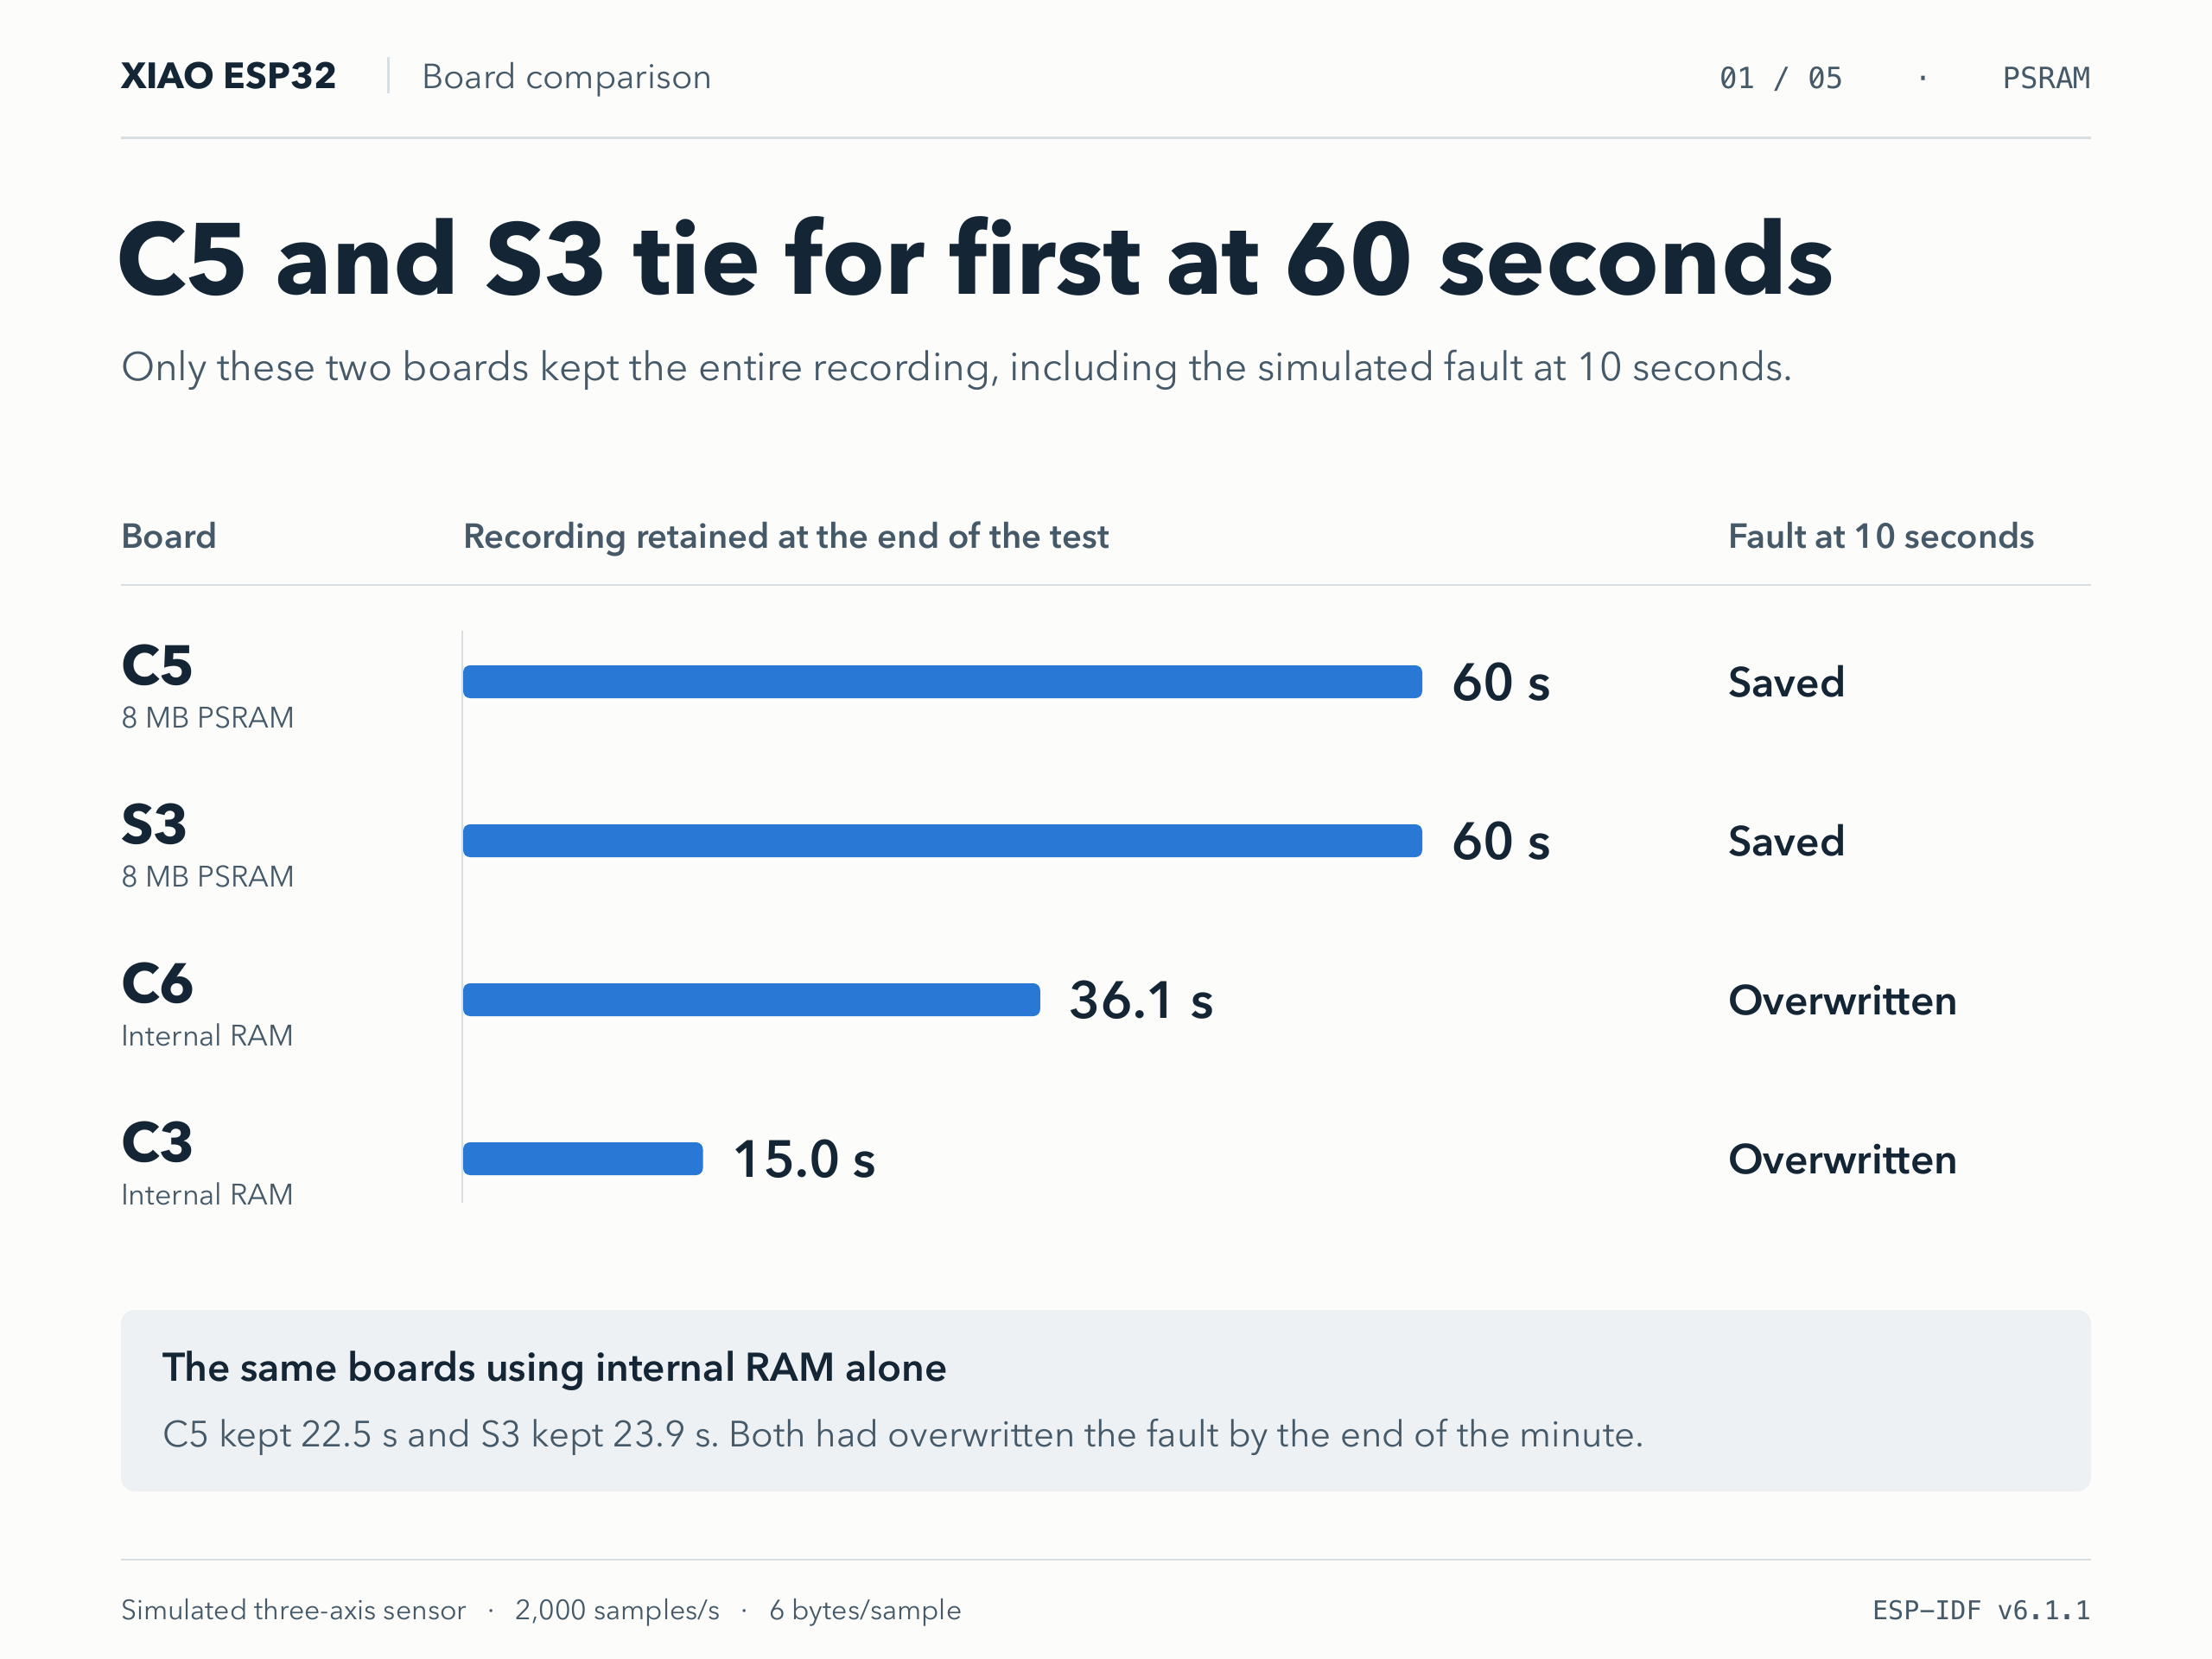 XIAO ESP32 | Board comparison 01 / 05 · PSRAM
C5 and S3 tie for first at 60 seconds
Only these two boards kept the entire recording, including the simulated fault at 10 seconds.
Board Recording retained at the end of the test Fault at 10 seconds
C5
8 MB PSRAM
60 s Saved
S3
8 MB PSRAM
60 s Saved
C6
Internal RAM
36.1 s Overwritten
C3
Internal RAM
15.0 s Overwritten
The same boards using internal RAM alone
C5 kept 22.5 s and S3 kept 23.9 s. Both had overwritten the fault by the end of the minute.
Simulated three-axis sensor · 2,000 samples/s · 6 bytes/sample ESP-IDF v6.1.1